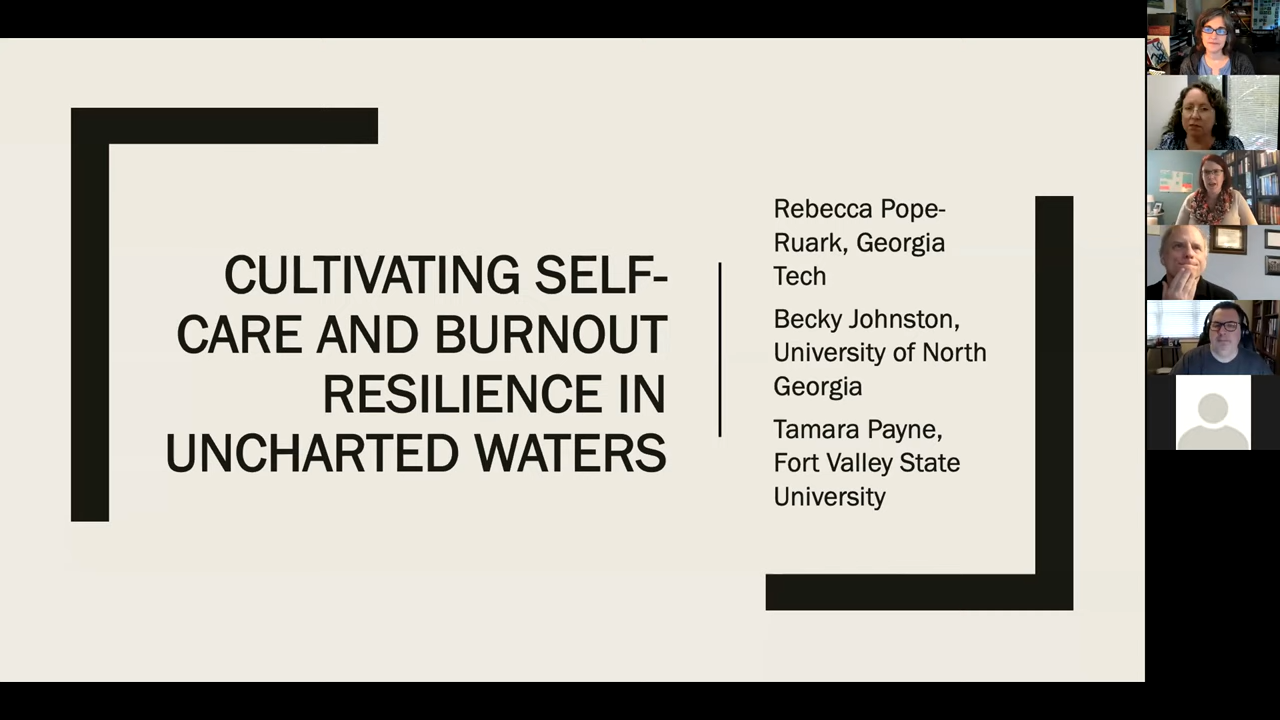 CULTIVATING SELF-
CARE AND BURNOUT
RESILIENCE IN
UNCHARTED WATERS
Rebecca Pope-
Ruark, Georgia
Tech
Becky Johnston,
University of North
Georgia
Tamara Payne,
Fort Valley State
University